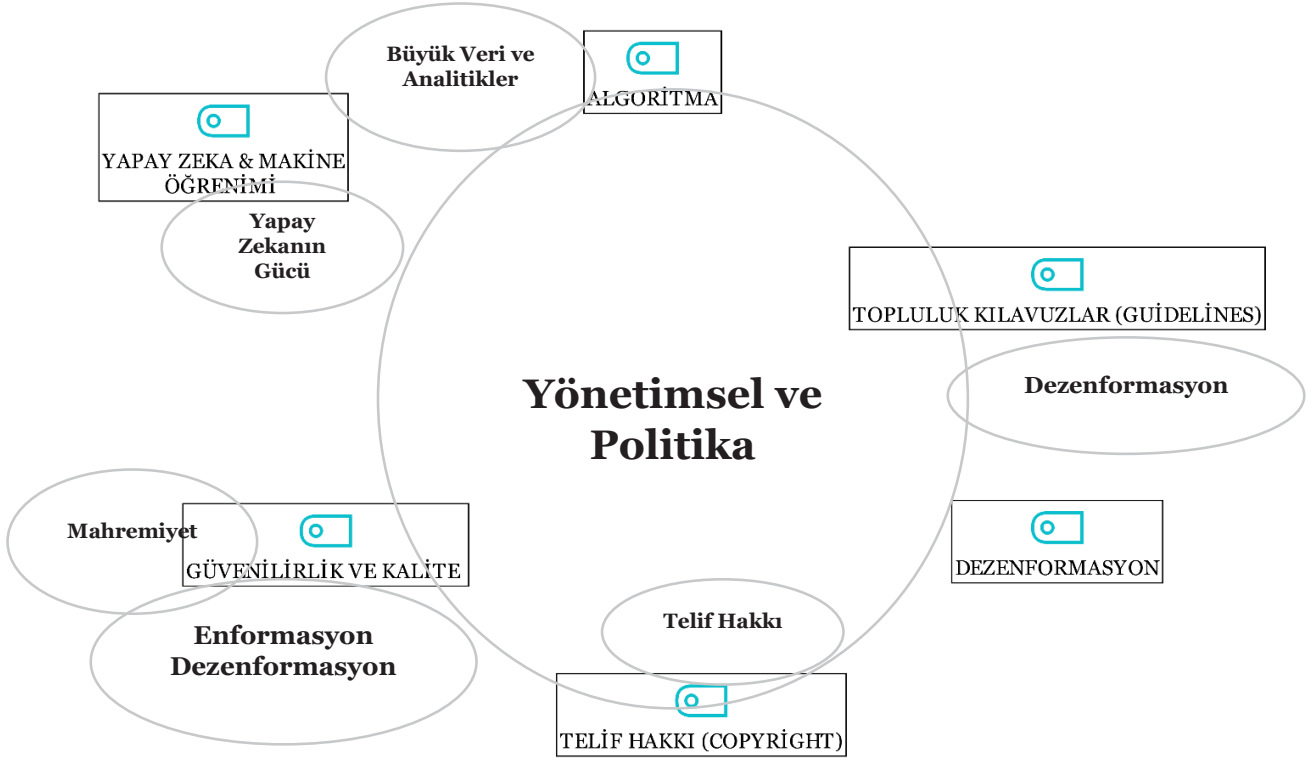 Büyük Veri ve
Analitikler
ALGORİTMA
YAPAY ZEKA & MAKİNE
ÖĞRENİMİ
Yapay
Zekanın
Gücü
TOPLULUK KILAVUZLAR (GUİDELİNES)
Dezenformasyon
Yönetimsel ve
Politika
Mahremiyet
GÜVENİLİRLİK VE KALİTE
DEZENFORMASYON
Enformasyon
Dezenformasyon
Telif Hakkı
TELİF HAKKI (COPYRİGHT)